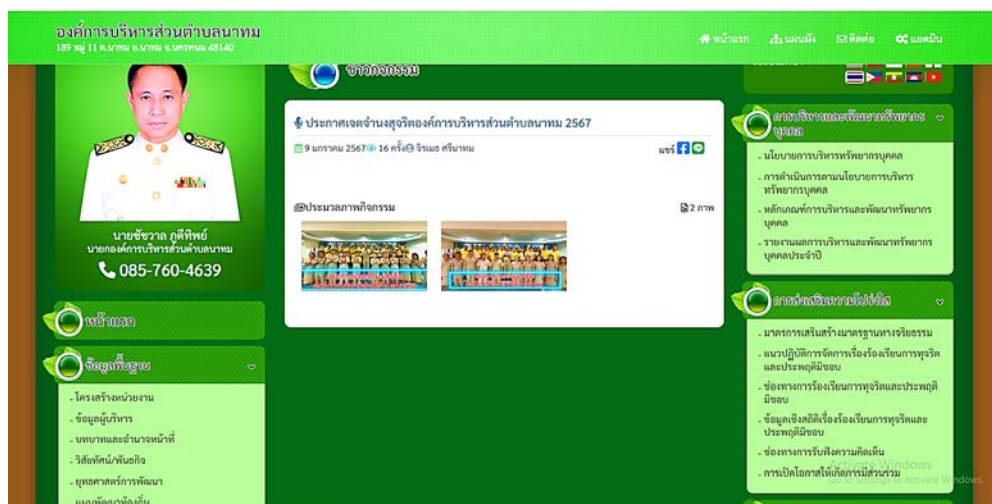 องค์การบริหารส่วนตำบลนาทม
189 หมู่ 11 ต.นาทม อ.นาทม จ.นครพนม 48140
หน้าแรก แผนผัง ติดต่อ แอดมิน
ข่าวกิจกรรม
ประกาศเจตจำนงสุจริตองค์การบริหารส่วนตำบลนาทม 2567
9 มกราคม 2567 16 ครั้ง จิรเมธ ศรีนาทม
แชร์
ประมวลภาพกิจกรรม
2 ภาพ
นายชัชวาล ภูดีทิพย์
นายกองค์การบริหารส่วนตำบลนาทม
085-760-4639
หน้าแรก
ข้อมูลพื้นฐาน
- โครงสร้างหน่วยงาน
- ข้อมูลผู้บริหาร
- บทบาทและอำนาจหน้าที่
- วิสัยทัศน์/พันธกิจ
- ยุทธศาสตร์การพัฒนา
- แผนพัฒนาท้องถิ่น
การบริหารและพัฒนาทรัพยากร
บุคคล
- นโยบายการบริหารทรัพยากรบุคคล
- การดำเนินการตามนโยบายการบริหาร
ทรัพยากรบุคคล
- หลักเกณฑ์การบริหารและพัฒนาทรัพยากร
บุคคล
- รายงานผลการบริหารและพัฒนาทรัพยากร
บุคคลประจำปี
การส่งเสริมความโปร่งใส
- มาตรการเสริมสร้างมาตรฐานทางจริยธรรม
- แนวปฏิบัติการจัดการเรื่องร้องเรียนการทุจริต
และประพฤติมิชอบ
- ช่องทางการร้องเรียนการทุจริตและประพฤติ
มิชอบ
- ข้อมูลเชิงสถิติเรื่องร้องเรียนการทุจริตและ
ประพฤติมิชอบ
- ช่องทางการรับฟังความคิดเห็น
- การเปิดโอกาสให้เกิดการมีส่วนร่วม
Activate Windows
Go to Settings to activate Windows.